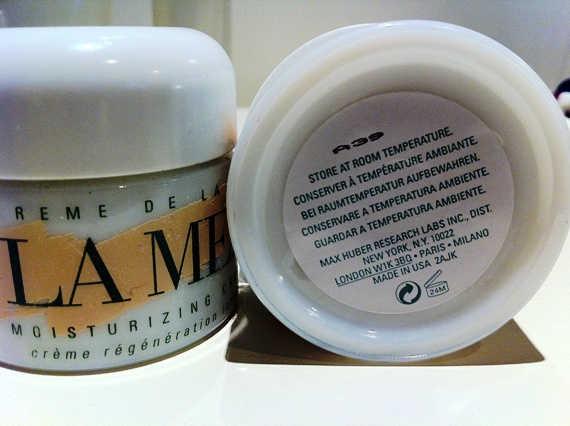 REME DE LA
LA ME
MOISTURIZING C
crème régénération
A39
STORE AT ROOM TEMPERATURE.
CONSERVER À TEMPÉRATURE AMBIANTE.
BEI RAUMTEMPERATUR AUFBEWAHREN.
CONSERVARE A TEMPERATURA AMBIENTE.
GUARDAR A TEMPERATURA AMBIENTE.
MAX HUBER RESEARCH LABS INC., DIST.
NEW YORK, N.Y. 10022
LONDON W1K 3BQ • PARIS • MILANO
MADE IN USA 2AJK
24M